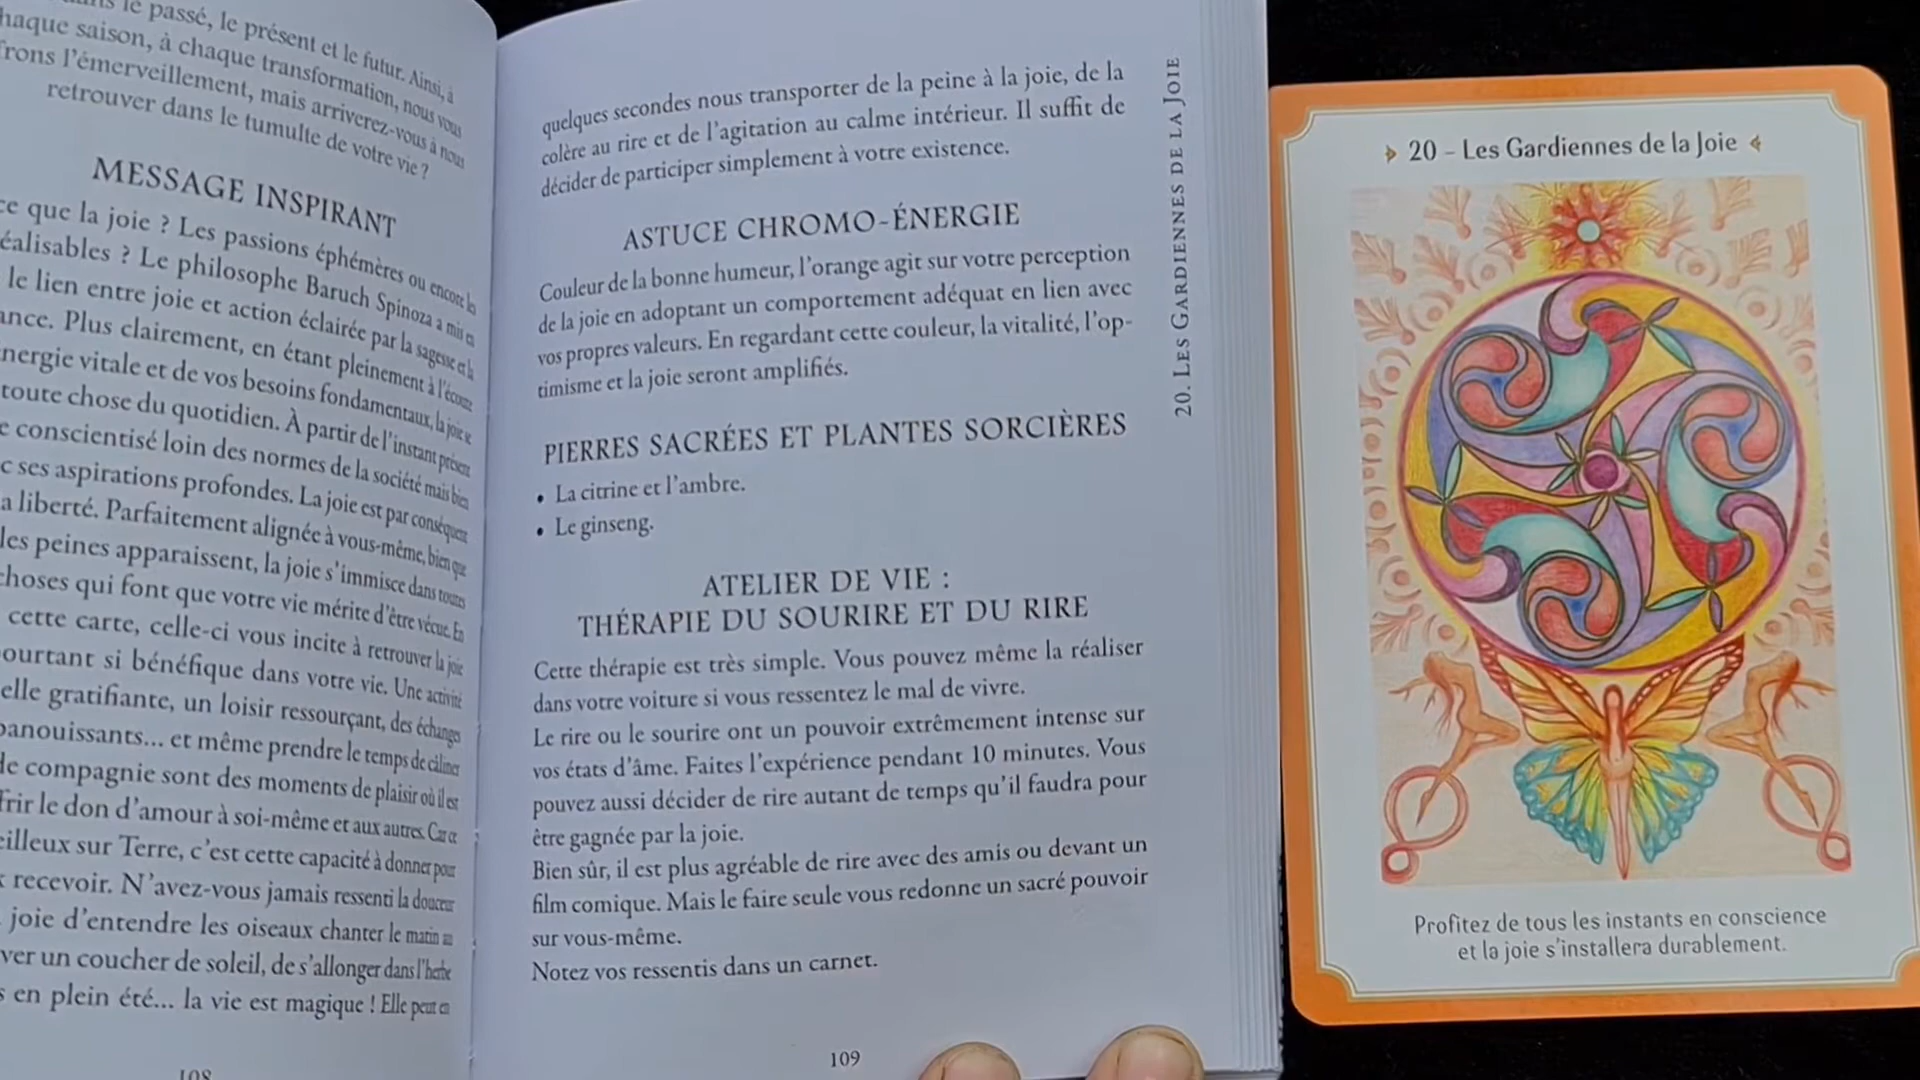 le passé, le présent et le futur. Ainsi, à
chaque saison, à chaque transformation, nous vous
l'émerveillement, mais arriverez-vous à nous
retrouver dans le tumulte de votre vie ?
MESSAGE INSPIRANT
que la joie ? Les passions éphémères ou encore les
? Le philosophe Baruch Spinoza a mis en
le lien entre joie et action éclairée par la sagesse et la
Plus clairement, en étant pleinement à l'écoute
vitale et de vos besoins fondamentaux, la joie se
toute chose du quotidien. À partir de l'instant présent
conscientisé loin des normes de la société mais bien
ses aspirations profondes. La joie est par conséquent
liberté. Parfaitement alignée à vous-même, bien que
les peines apparaissent, la joie s'immisce dans toutes
choses qui font que votre vie mérite d'être vécue. En
cette carte, celle-ci vous incite à retrouver la joie
pourtant si bénéfique dans votre vie. Une activité
gratifiante, un loisir ressourçant, des échanges
et même prendre le temps de câliner
de compagnie sont des moments de plaisir où il est
le don d'amour à soi-même et aux autres. Car ce
sur Terre, c'est cette capacité à donner pour
recevoir. N'avez-vous jamais ressenti la douceur
joie d'entendre les oiseaux chanter le matin au
un coucher de soleil, de s'allonger dans l'herbe
en plein été... la vie est magique ! Elle peut en
108
quelques secondes nous transporter de la peine à la joie, de la
colère au rire et de l'agitation au calme intérieur. Il suffit de
décider de participer simplement à votre existence.
ASTUCE CHROMO-ÉNERGIE
Couleur de la bonne humeur, l'orange agit sur votre perception
de la joie en adoptant un comportement adéquat en lien avec
vos propres valeurs. En regardant cette couleur, la vitalité, l'op-
timisme et la joie seront amplifiés.
PIERRES SACRÉES ET PLANTES SORCIÈRES
• La citrine et l'ambre.
• Le ginseng.
ATELIER DE VIE :
THÉRAPIE DU SOURIRE ET DU RIRE
Cette thérapie est très simple. Vous pouvez même la réaliser
dans votre voiture si vous ressentez le mal de vivre.
Le rire ou le sourire ont un pouvoir extrêmement intense sur
vos états d'âme. Faites l'expérience pendant 10 minutes. Vous
pouvez aussi décider de rire autant de temps qu'il faudra pour
être gagnée par la joie.
Bien sûr, il est plus agréable de rire avec des amis ou devant un
film comique. Mais le faire seule vous redonne un sacré pouvoir
sur vous-même.
Notez vos ressentis dans un carnet.
109
20. LES GARDIENNES DE LA JOIE
20 – Les Gardiennes de la Joie
Profitez de tous les instants en conscience
et la joie s'installera durablement.